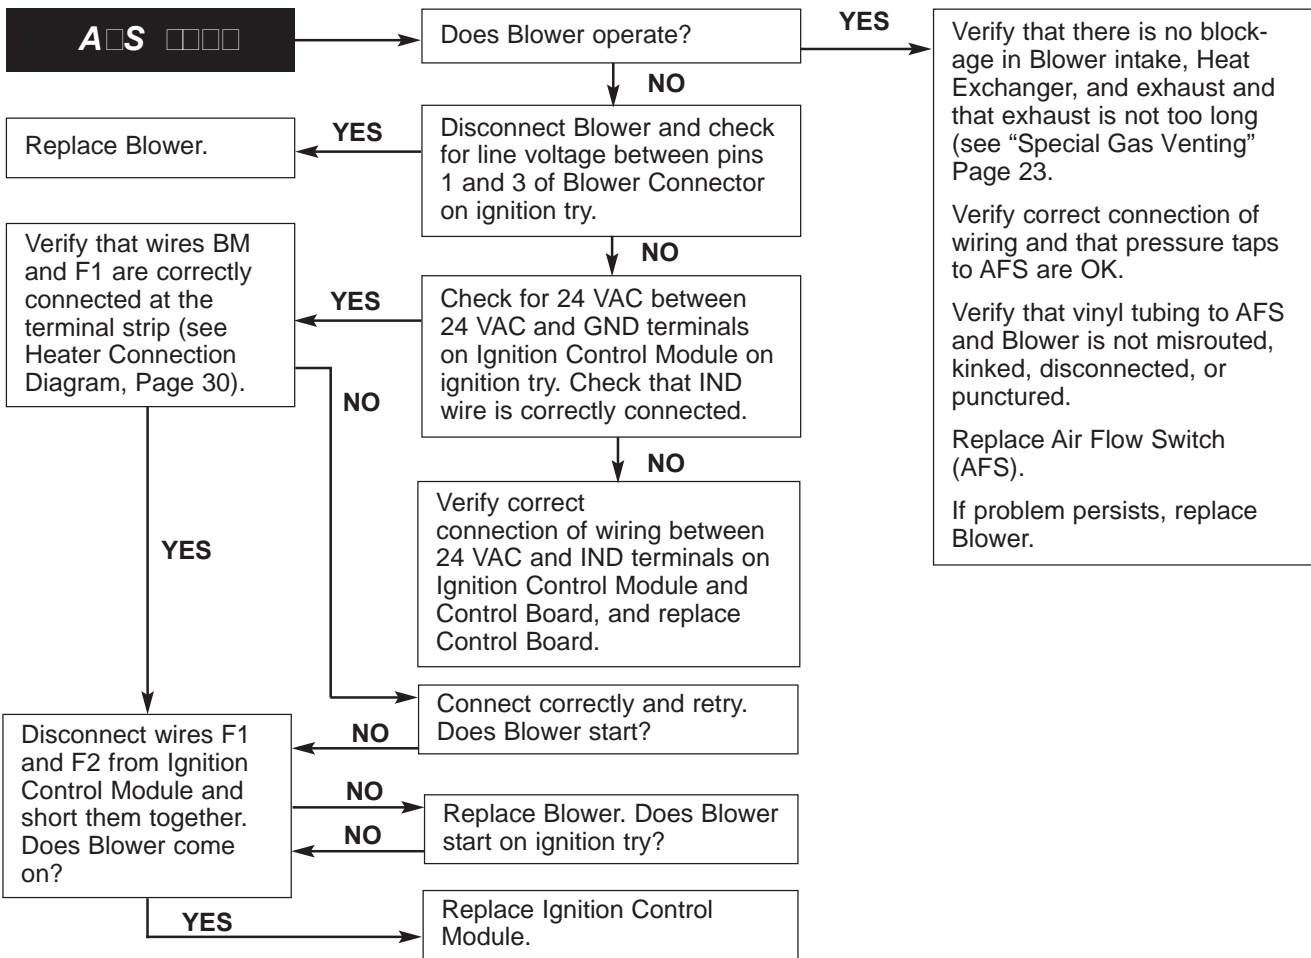 Does Blower operate?
YES
NO
Verify that there is no block-
age in Blower intake, Heat
Exchanger, and exhaust and
that exhaust is not too long
(see “Special Gas Venting”
Page 23.
Verify correct connection of
wiring and that pressure taps
to AFS are OK.
Verify that vinyl tubing to AFS
and Blower is not misrouted,
kinked, disconnected, or
punctured.
Replace Air Flow Switch
(AFS).
If problem persists, replace
Blower.
Disconnect Blower and check
for line voltage between pins
1 and 3 of Blower Connector
on ignition try.
YES
Replace Blower.
NO
Check for 24 VAC between
24 VAC and GND terminals
on Ignition Control Module on
ignition try. Check that IND
wire is correctly connected.
YES
Verify that wires BM
and F1 are correctly
connected at the
terminal strip (see
Heater Connection
Diagram, Page 30).
NO
NO
Verify correct
connection of wiring between
24 VAC and IND terminals on
Ignition Control Module and
Control Board, and replace
Control Board.
YES
Connect correctly and retry.
Does Blower start?
NO
Disconnect wires F1
and F2 from Ignition
Control Module and
short them together.
Does Blower come
on?
NO
Replace Blower. Does Blower
start on ignition try?
NO
YES
Replace Ignition Control
Module.